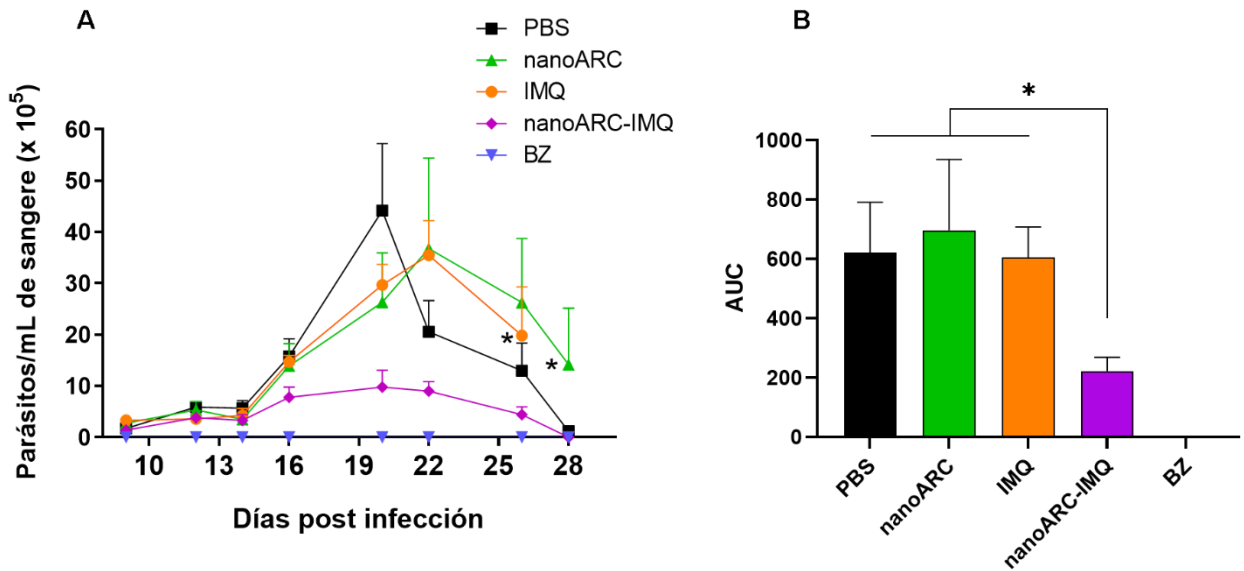 A
PBS
nanoARC
IMQ
nanoARC-IMQ
BZ
Parásitos/mL de sangere (x 10⁵)
60
50
40
30
20
10
0
*
*
10 13 16 19 22 25 28
Días post infección
B
*
AUC
1000
800
600
400
200
0
PBS
nanoARC
IMQ
nanoARC-IMQ
BZ